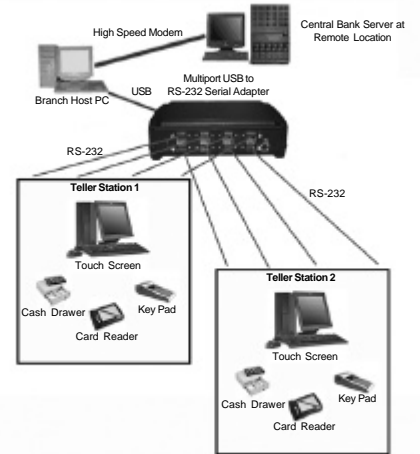 High Speed Modem
Central Bank Server at
Remote Location
Multiport USB to
RS-232 Serial Adapter
USB
Branch Host PC
RS-232
RS-232
Teller Station 1
Touch Screen
Cash Drawer
Key Pad
Card Reader
Teller Station 2
Touch Screen
Cash Drawer
Key Pad
Card Reader